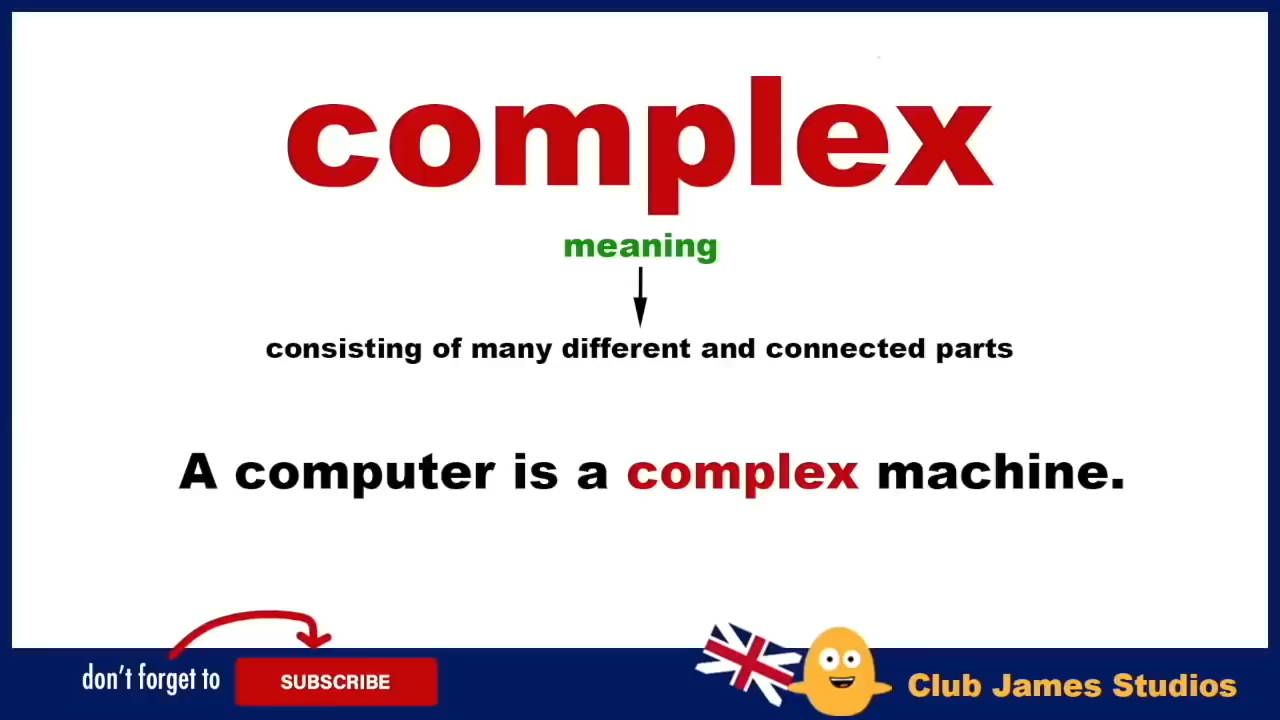 complex
meaning
consisting of many different and connected parts
A computer is a complex machine.
don't forget to SUBSCRIBE
Club James Studios